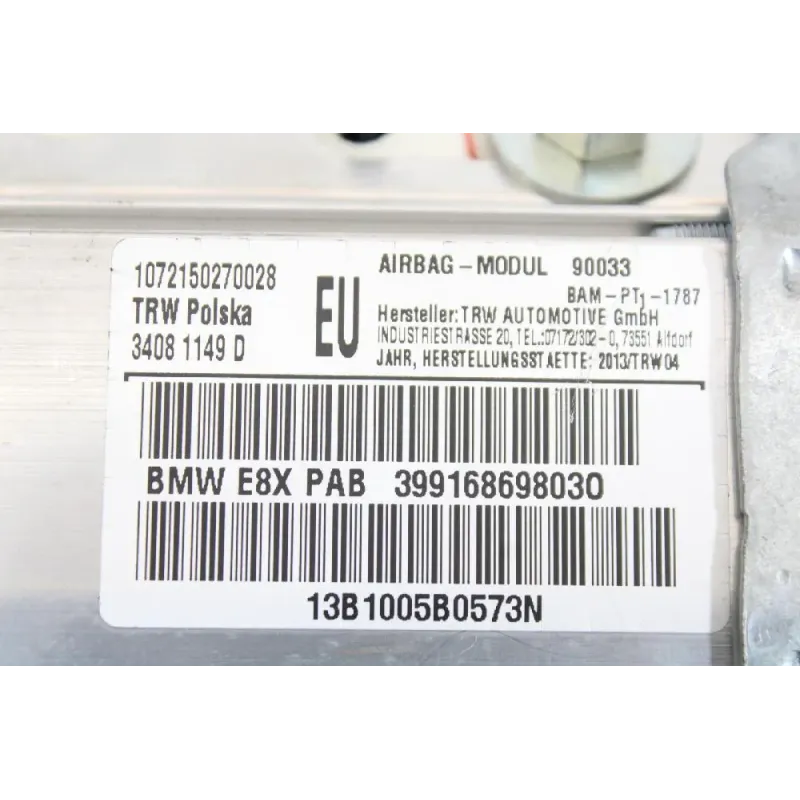 1072150270028
TRW Polska
3408 1149 D
EU
AIRBAG-MODUL 90033
BAM-PT1-1787
Hersteller: TRW AUTOMOTIVE GmbH
INDUSTRIESTRASSE 20, TEL.:07172/302-0, 73551 Alfdorf
JAHR, HERSTELLUNGSSTAETTE: 2013/TRW04
BMW E8X PAB 399168698030
13B1005B0573N